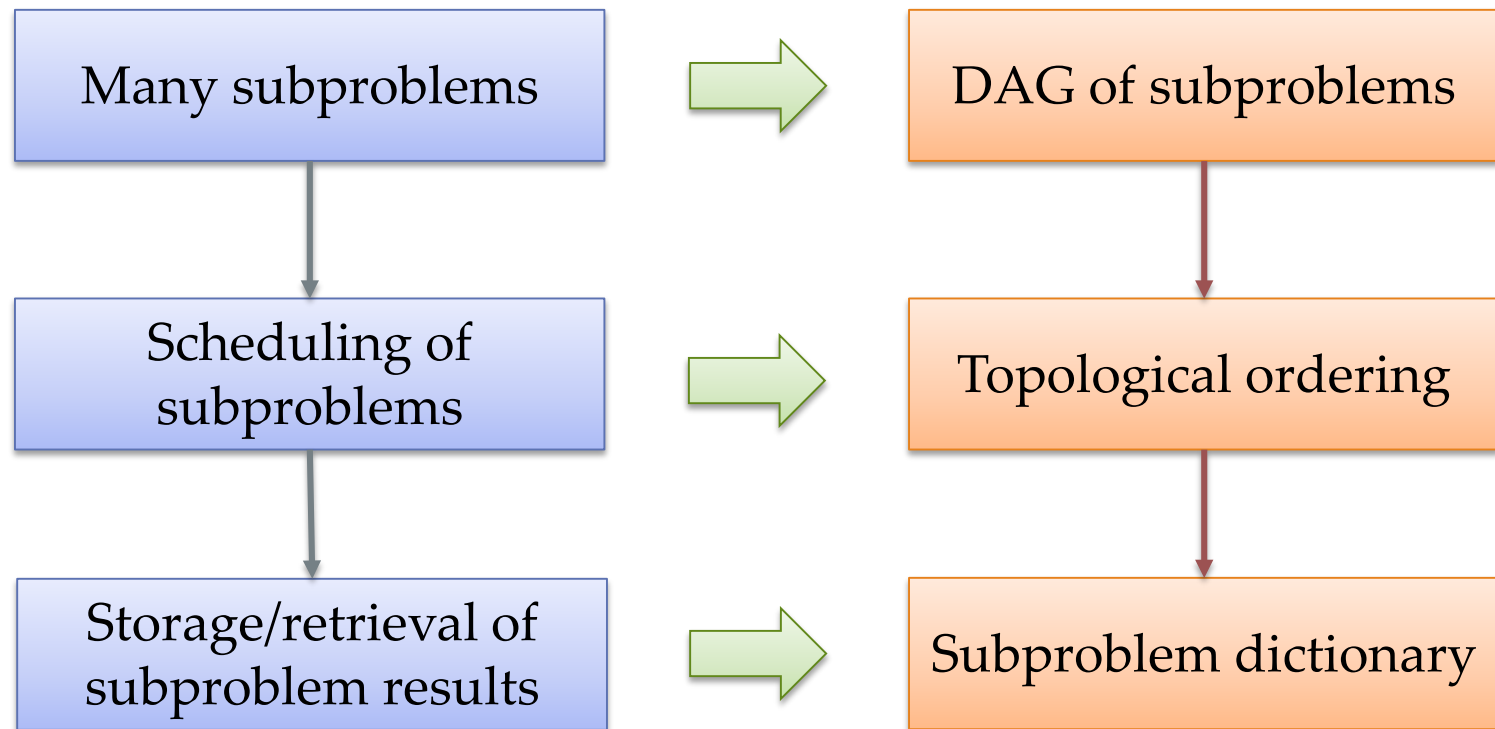 Many subproblems
DAG of subproblems
Scheduling of
subproblems
Topological ordering
Storage/retrieval of
subproblem results
Subproblem dictionary